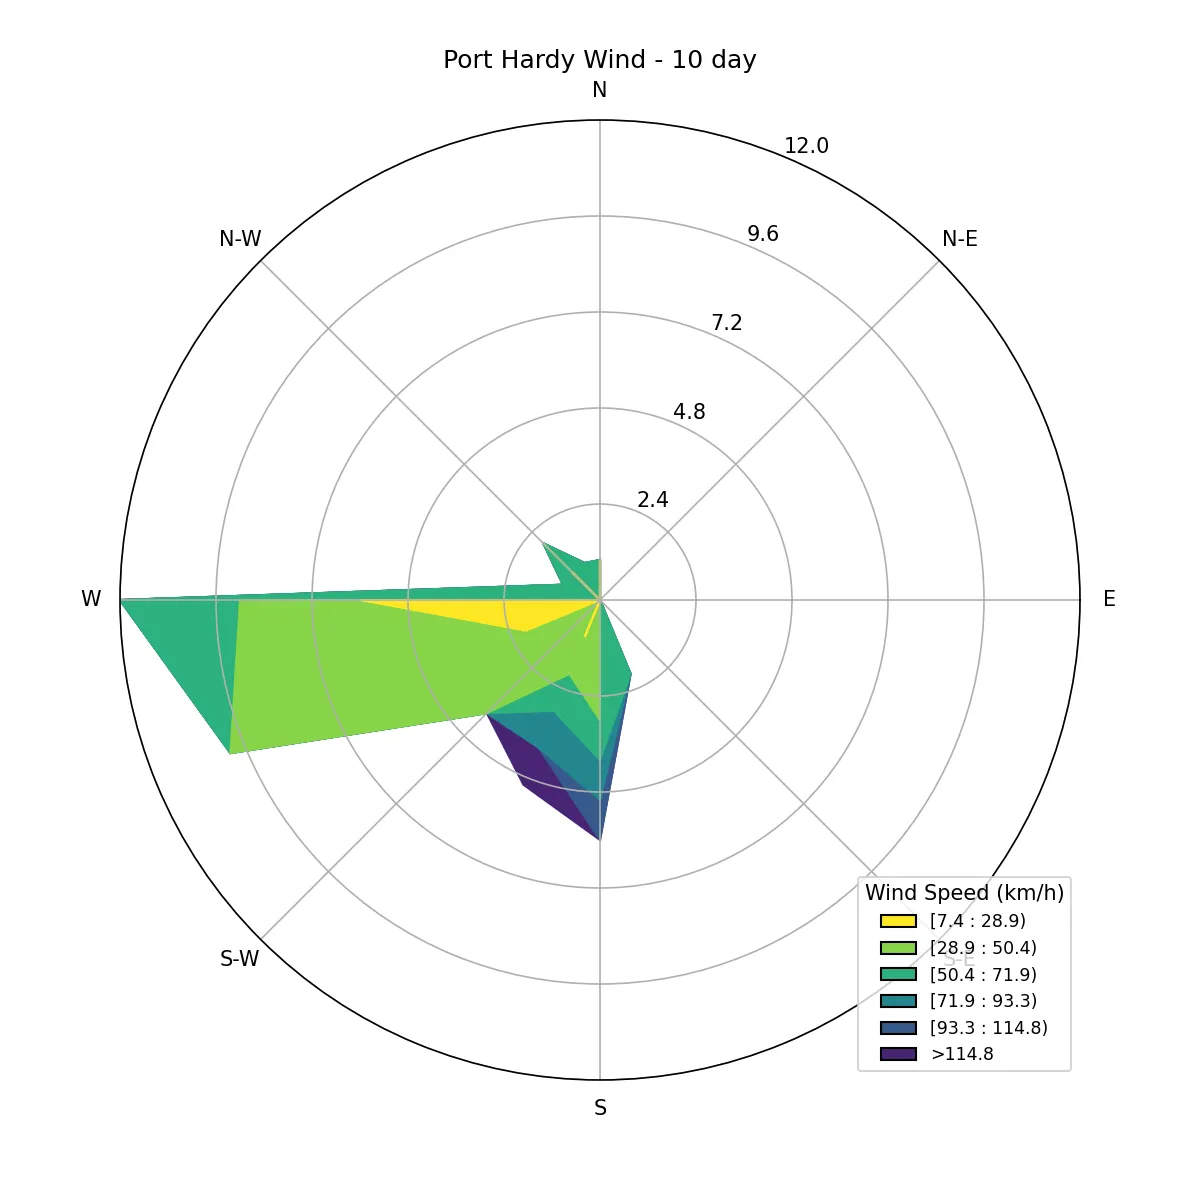 Port Hardy Wind - 10 day
N
12.0
N-W
9.6
N-E
7.2
4.8
2.4
W
E
S-W
S-E
S
Wind Speed (km/h)
[7.4 : 28.9)
[28.9 : 50.4)
[50.4 : 71.9)
[71.9 : 93.3)
[93.3 : 114.8)
>114.8